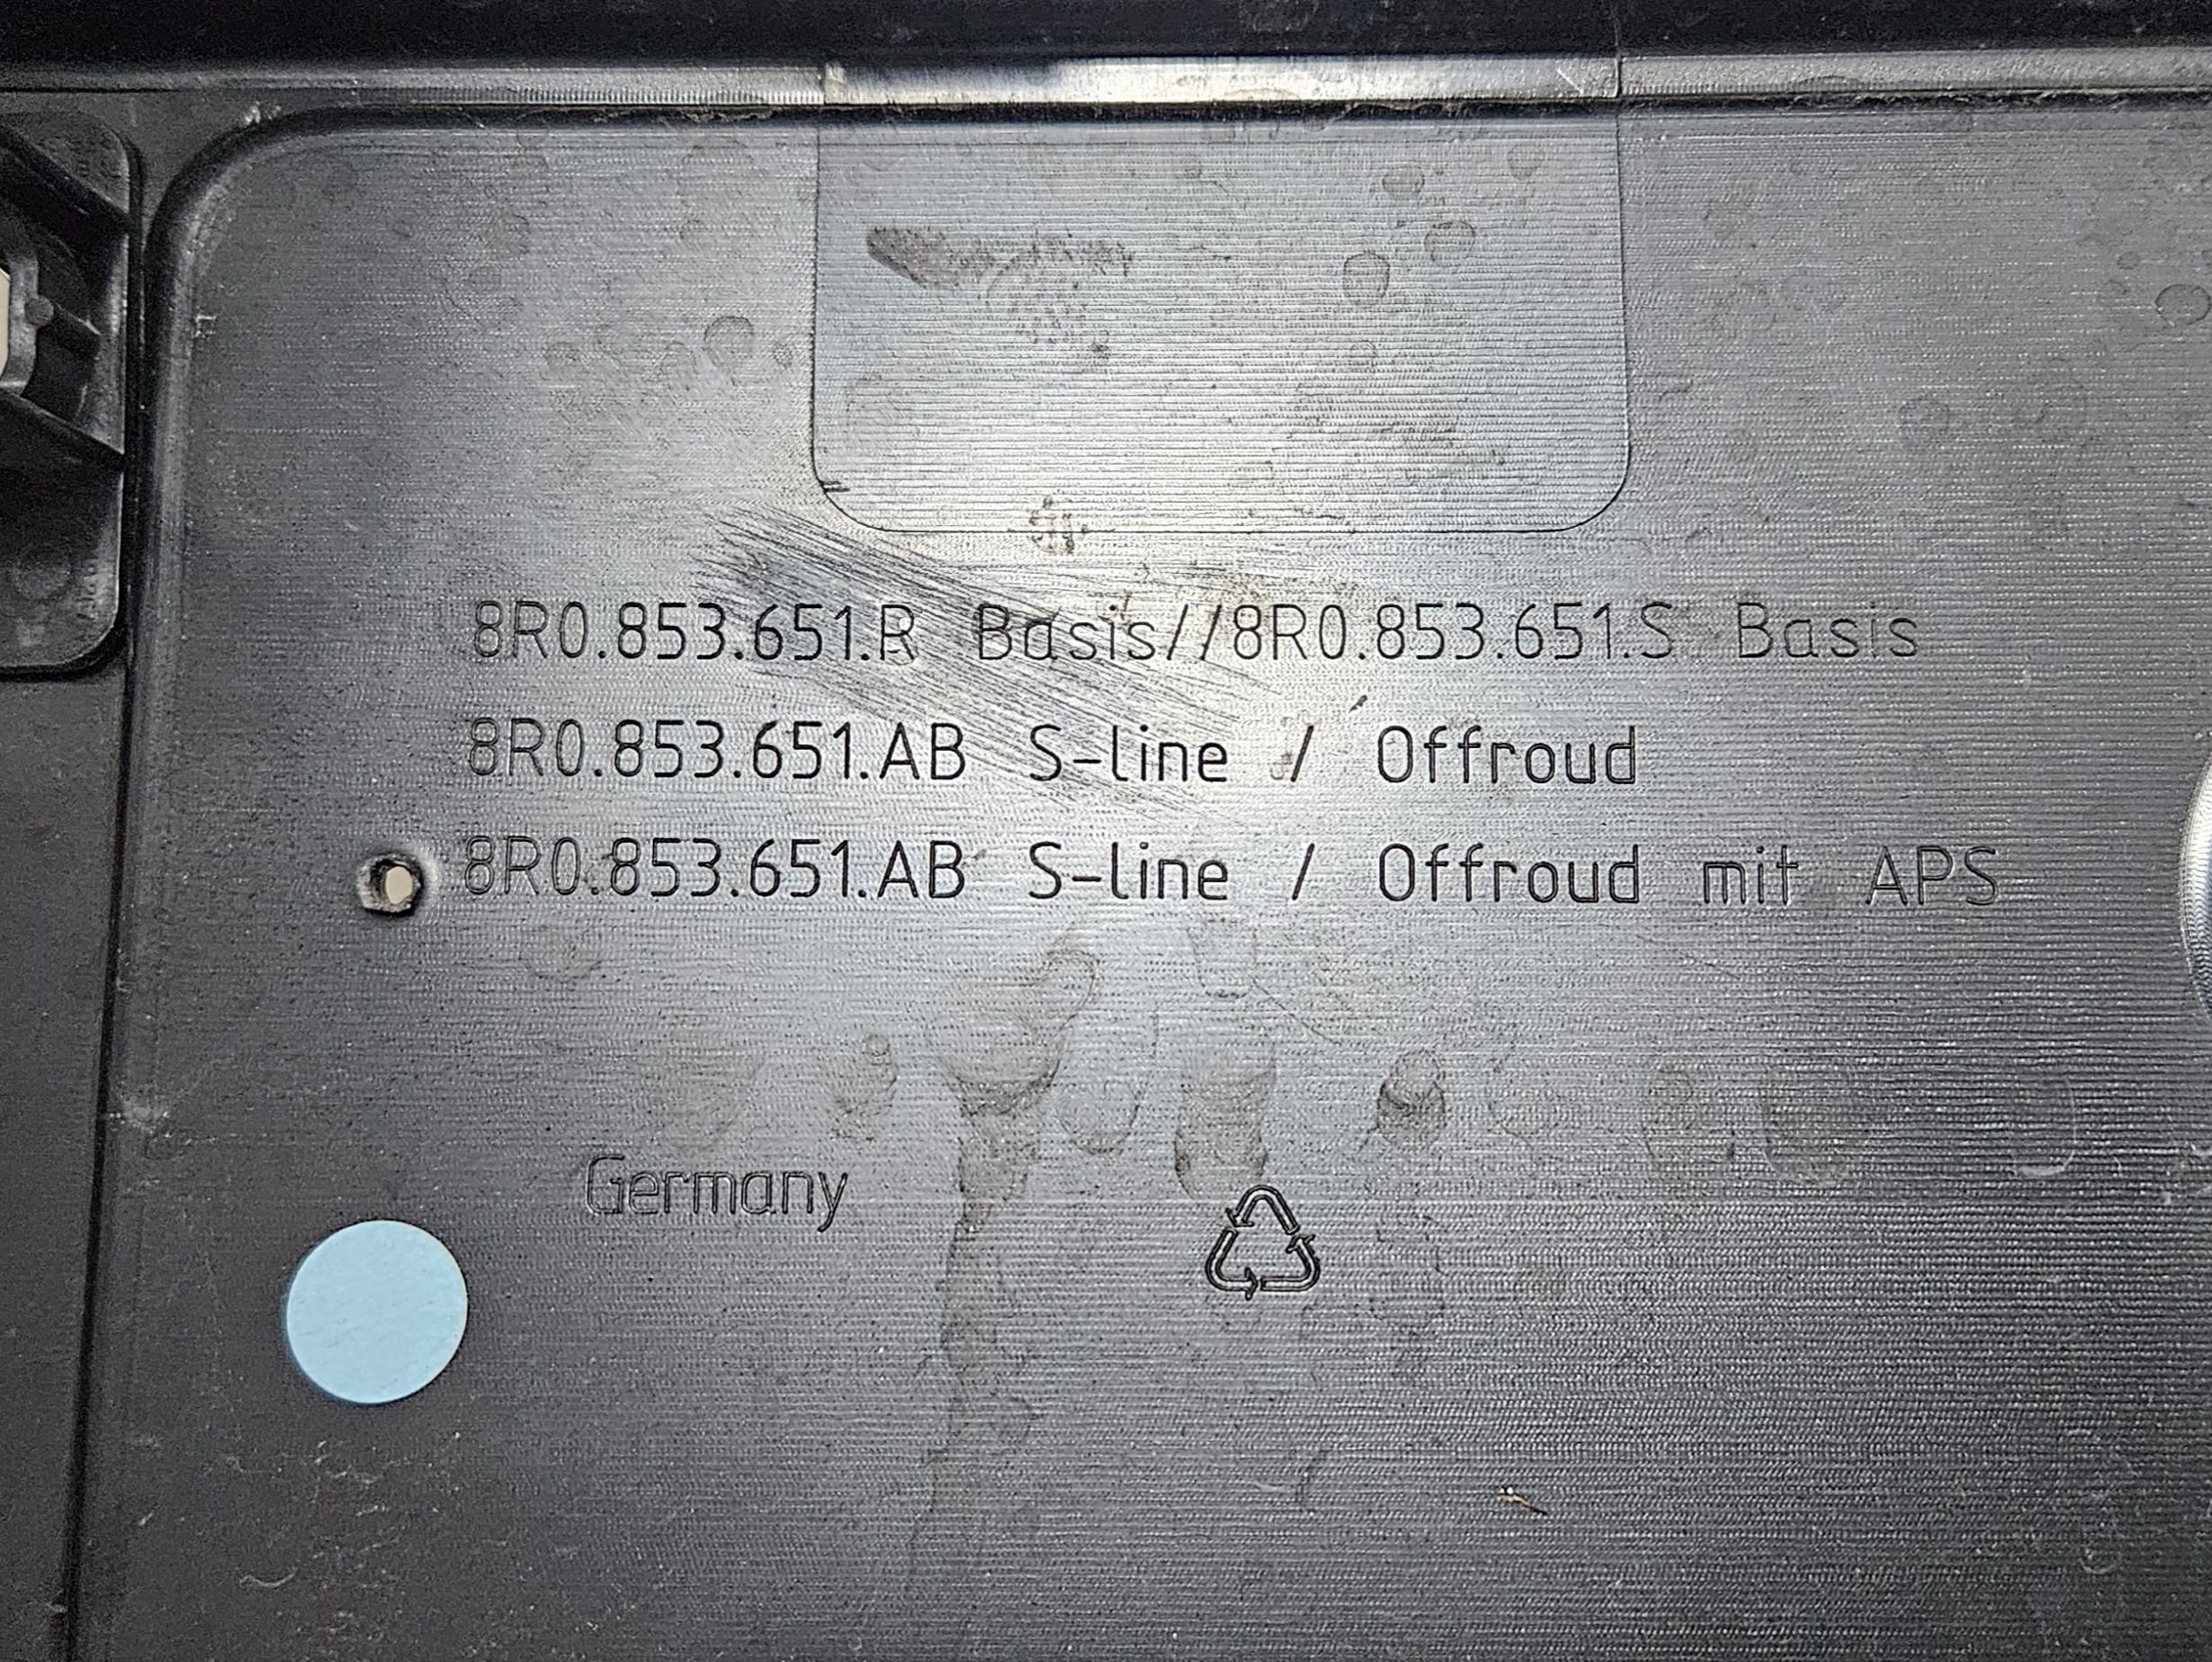 8R0.853.651.R Basis//8R0.853.651.S Basis
8R0.853.651.AB S-line / Offroud
8R0.853.651.AB S-line / Offroud mit APS
Germany